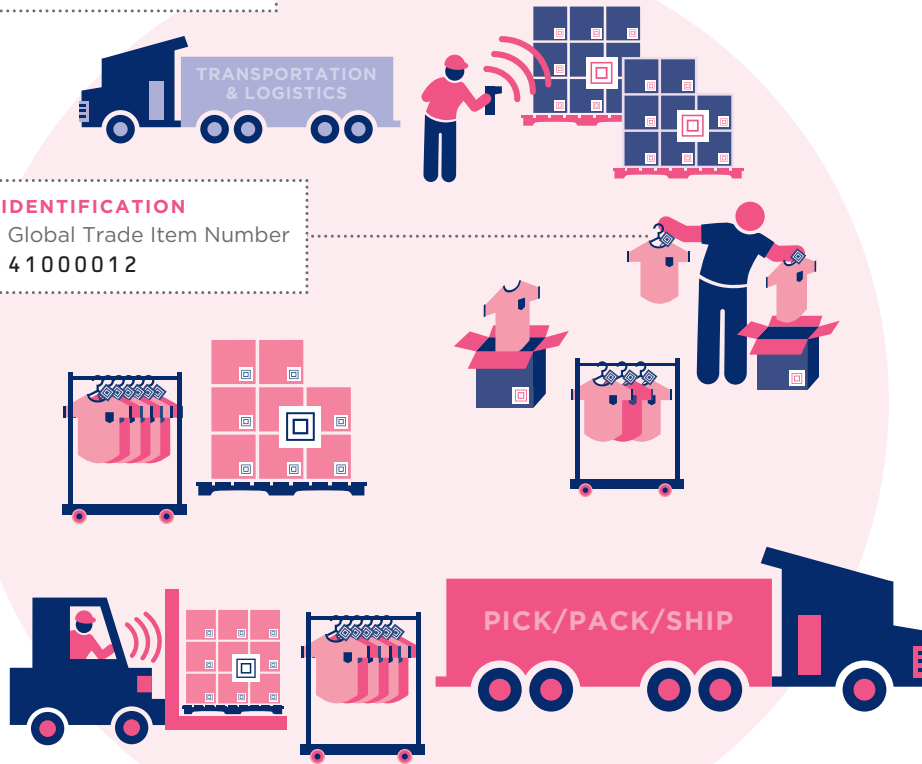 TRANSPORTATION
& LOGISTICS
IDENTIFICATION
Global Trade Item Number
41000012
PICK/PACK/SHIP